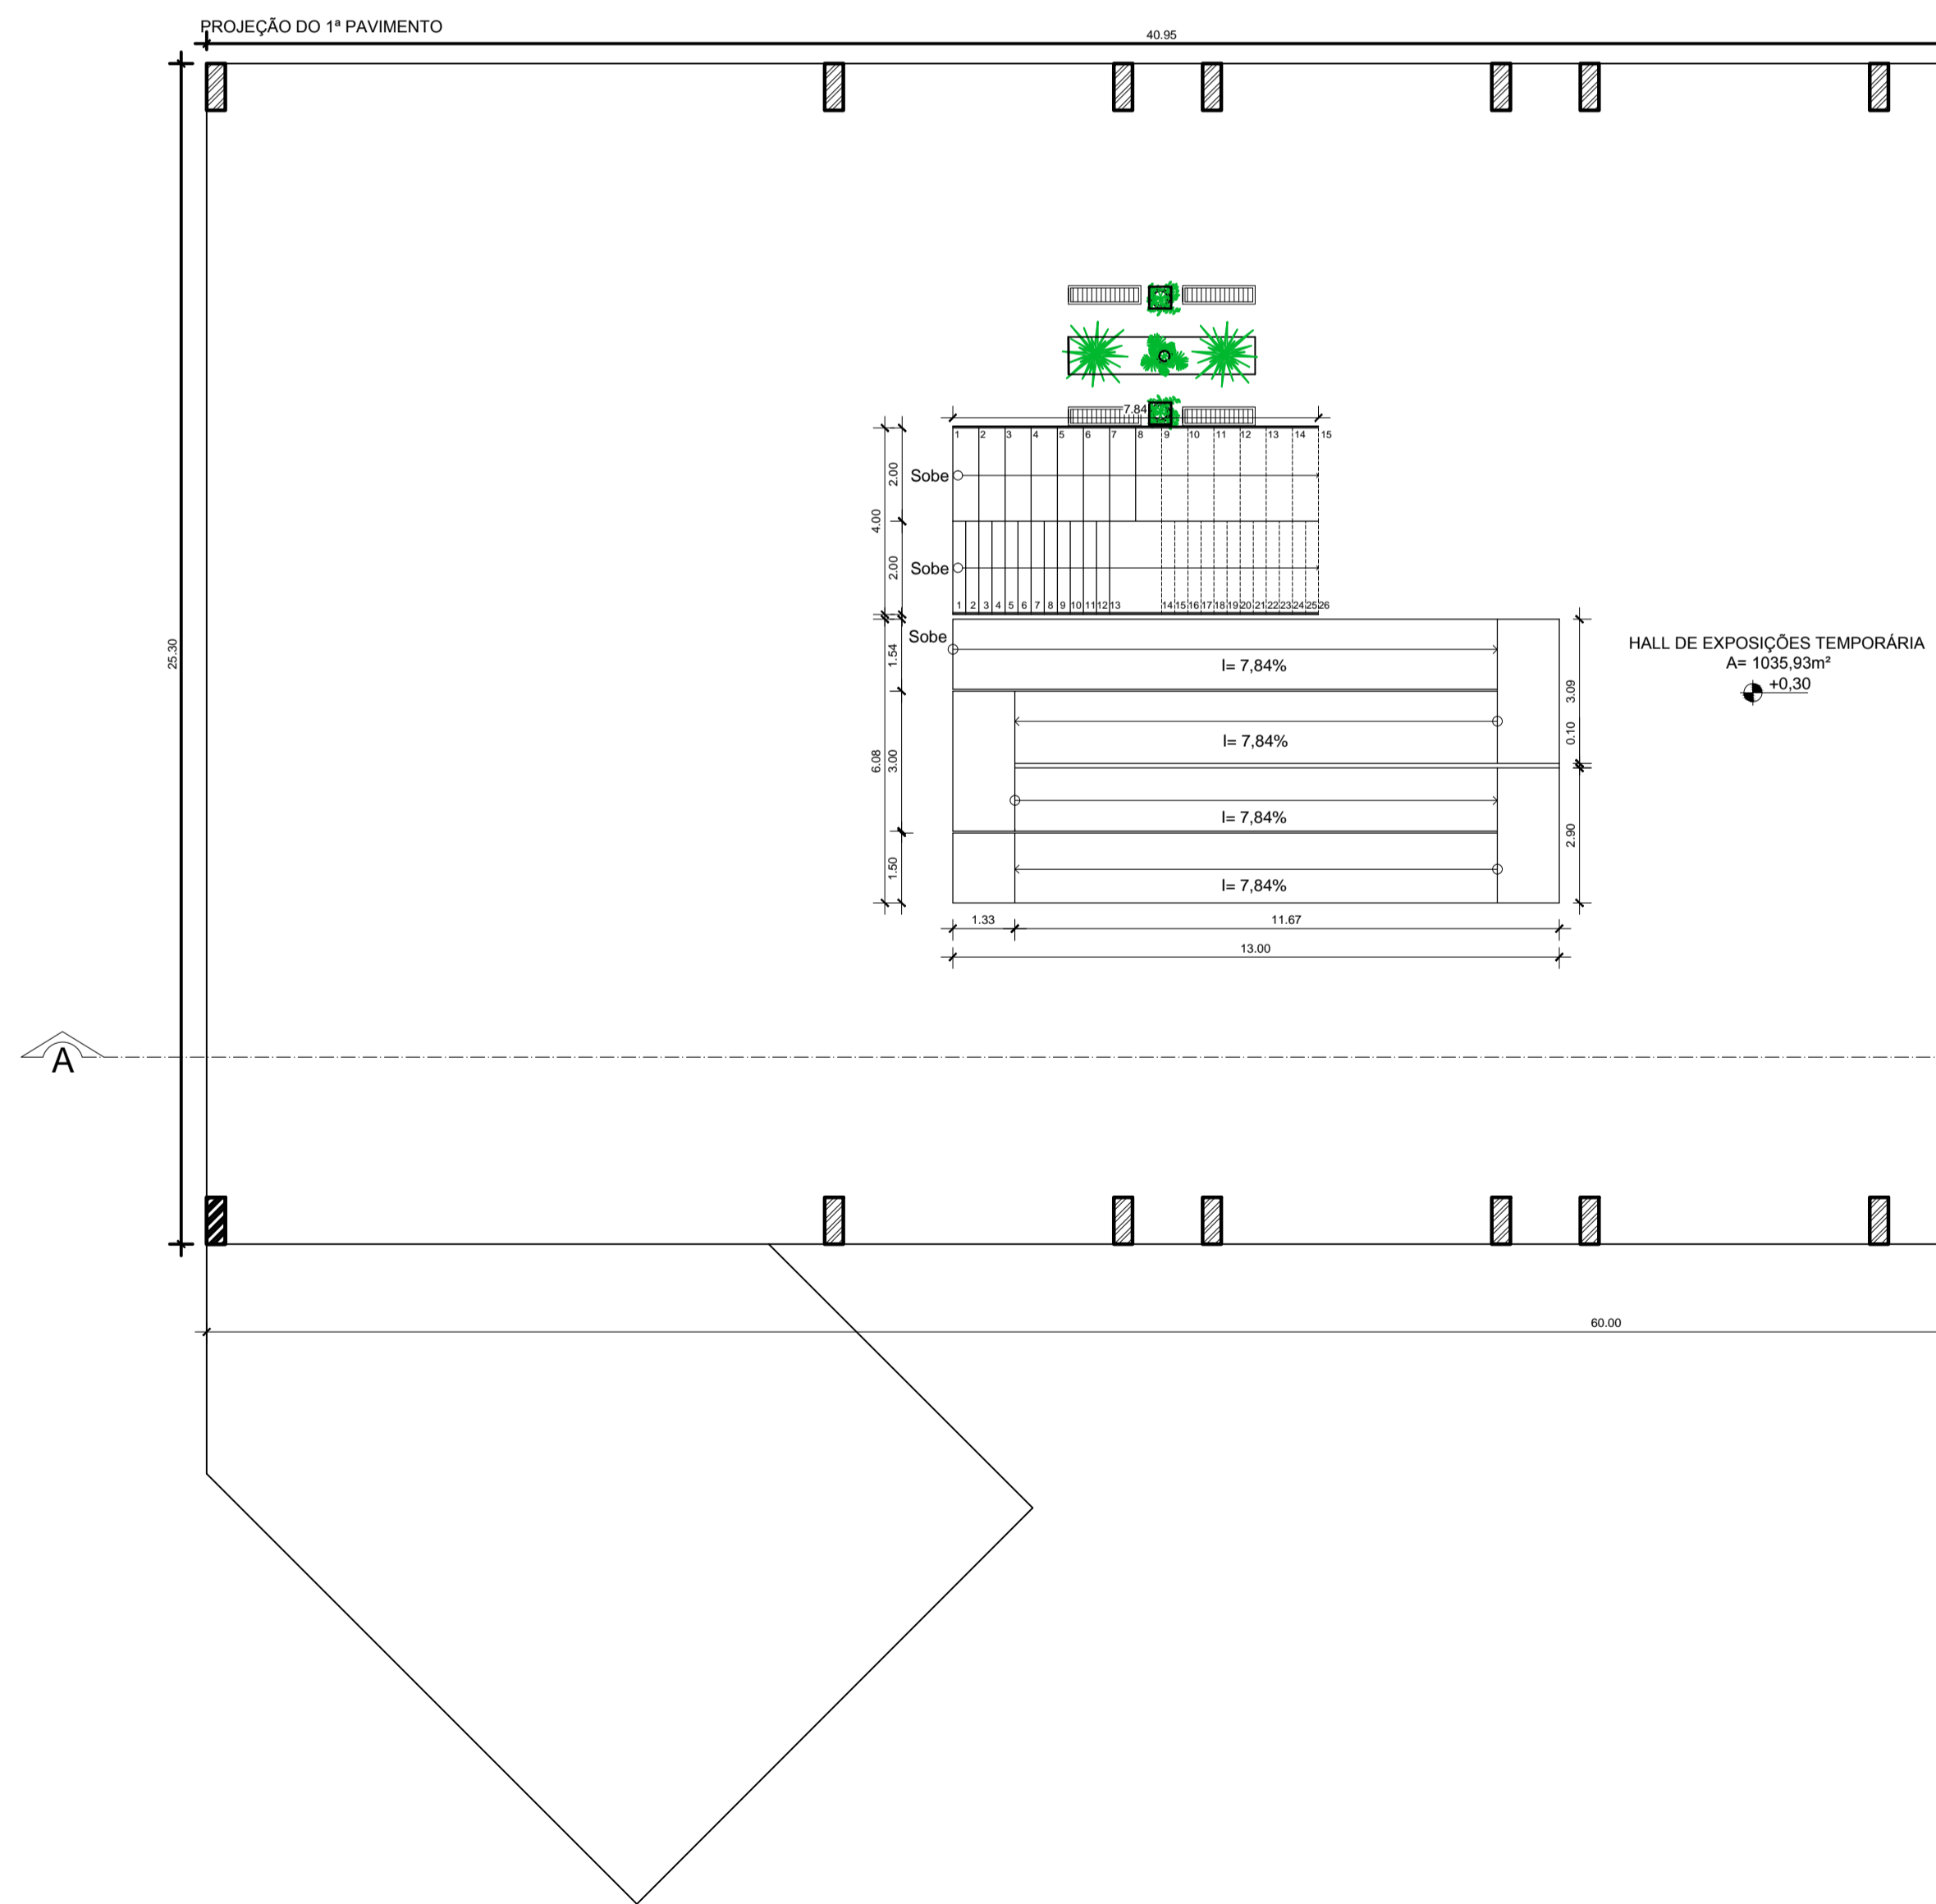 PROJEÇÃO DO 1ª PAVIMENTO
40.95
7.84
1 2 3 4 5 6 7 8 9 10 11 12 13 14 15
2.00
Sobe
4.00
2.00
Sobe
1 2 3 4 5 6 7 8 9 10 11 12 13 14 15 16 17 18 19 20 21 22 23 24 25 26
25.30
Sobe
1.54
I= 7,84%
HALL DE EXPOSIÇÕES TEMPORÁRIA
A= 1035,93m²
+0,30
3.09
0.10
I= 7,84%
6.08
3.00
I= 7,84%
2.90
1.50
I= 7,84%
1.33
11.67
13.00
A
60.00